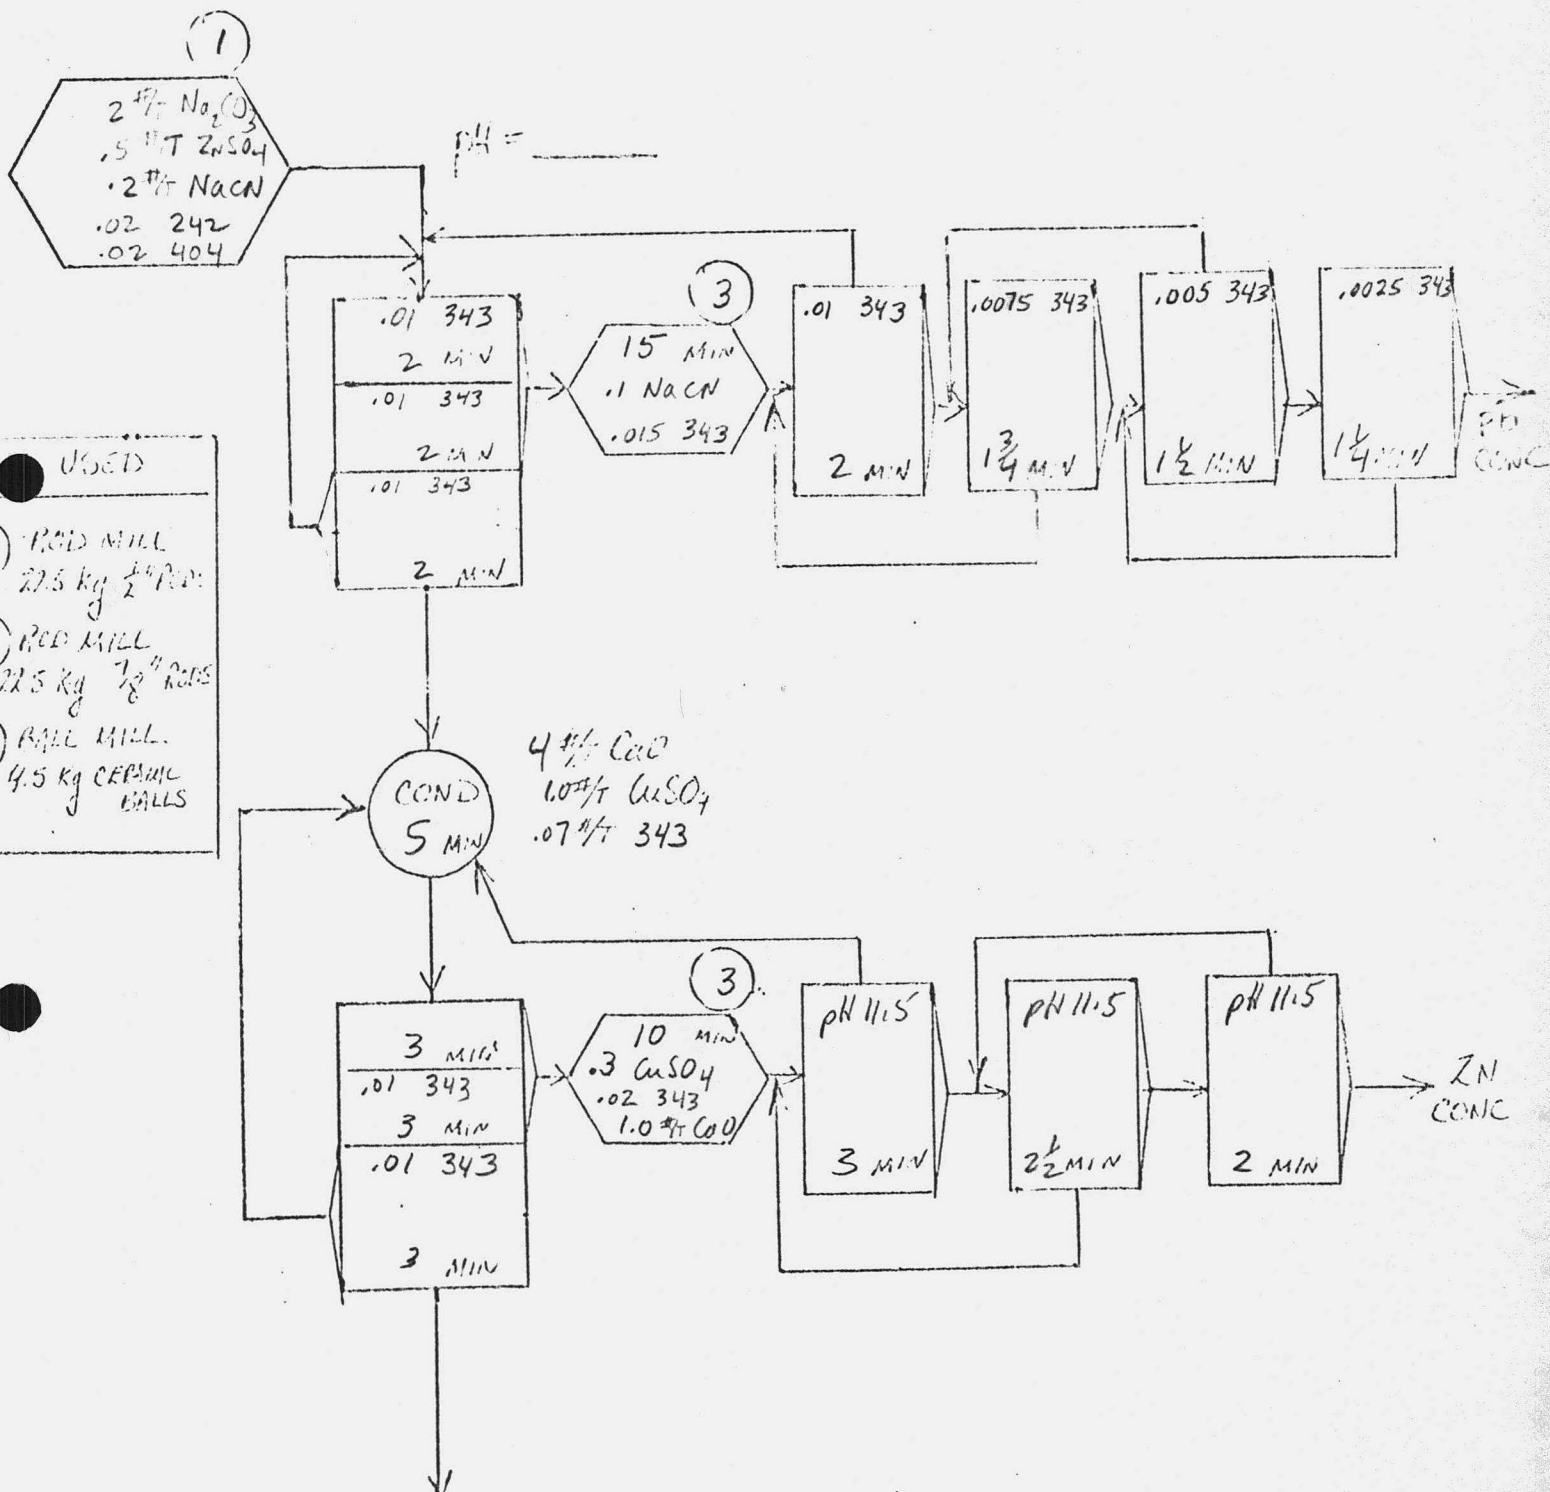 1
2 #/T Na2CO3
.5 #/T ZnSO4
.2 #/T NaCN
.02 242
.02 404
pH = ______
.01 343
2 MIN
.01 343
2 MIN
.01 343
2 MIN
3
15 MIN
.1 NaCN
.015 343
.01 343
2 MIN
.0075 343
1 3/4 MIN
.005 343
1 1/2 MIN
.0025 343
1 1/4 MIN
Pb
CONC
USED
ROD MILL
22.5 kg 1/2" RODS
ROD MILL
22.5 kg 7/8" RODS
BALL MILL
4.5 kg CERAMIC
BALLS
COND
5 MIN
4 #/T CaO
1.0 #/T CuSO4
.07 #/T 343
3 MIN
.01 343
3 MIN
.01 343
3 MIN
3
10 MIN
.3 CuSO4
.02 343
1.0 #/T CaO
pH 11.5
3 MIN
pH 11.5
2 1/2 MIN
pH 11.5
2 MIN
ZN
CONC